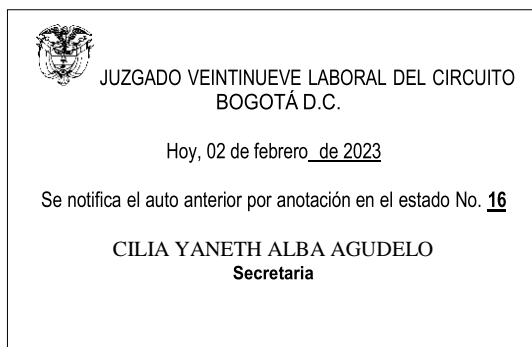 JUZGADO VEINTINUEVE LABORAL DEL CIRCUITO
BOGOTÁ D.C.
Hoy, 02 de febrero de 2023
Se notifica el auto anterior por anotación en el estado No. 16
CILIA YANETH ALBA AGUDELO
Secretaria